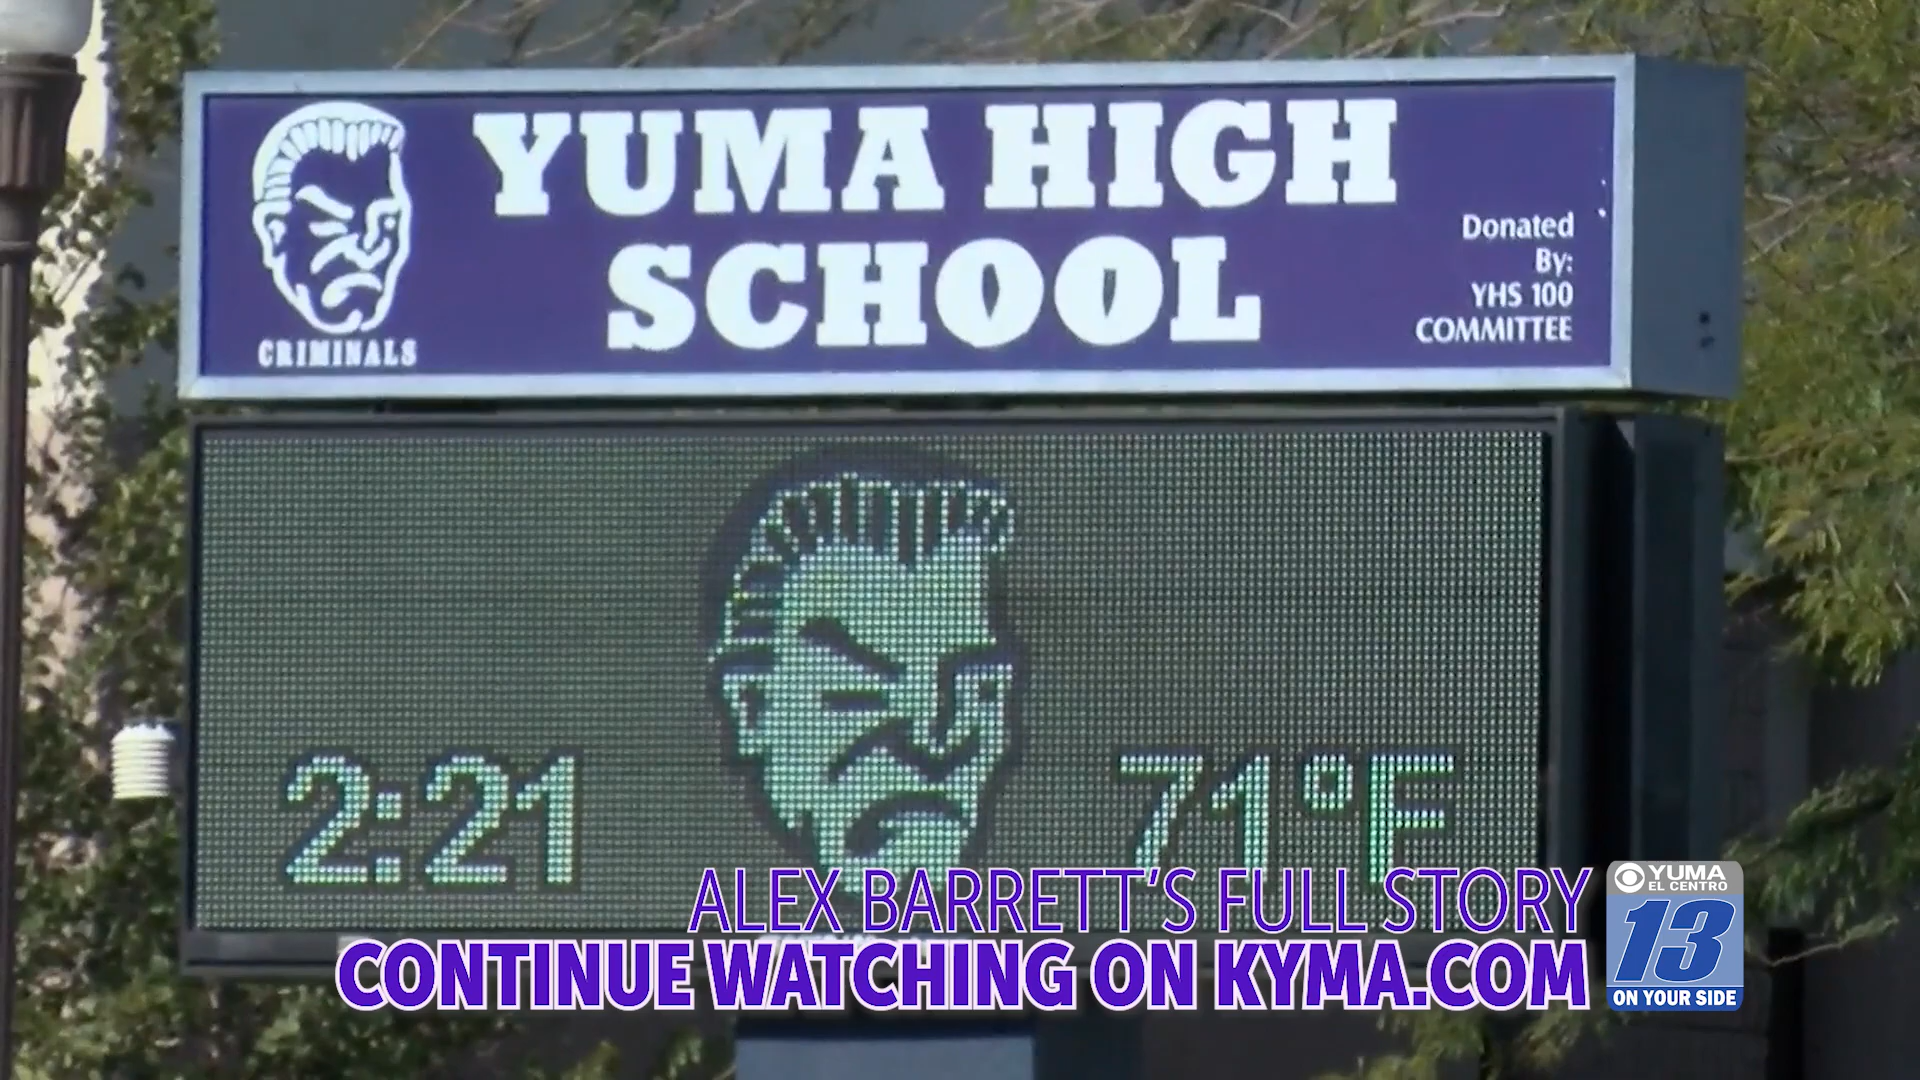 YUMA HIGH
SCHOOL
CRIMINALS
Donated
By:
YHS 100
COMMITTEE
2:21
71°F
ALEX BARRETT'S FULL STORY
CONTINUE WATCHING ON KYMA.COM
YUMA
EL CENTRO
13
ON YOUR SIDE